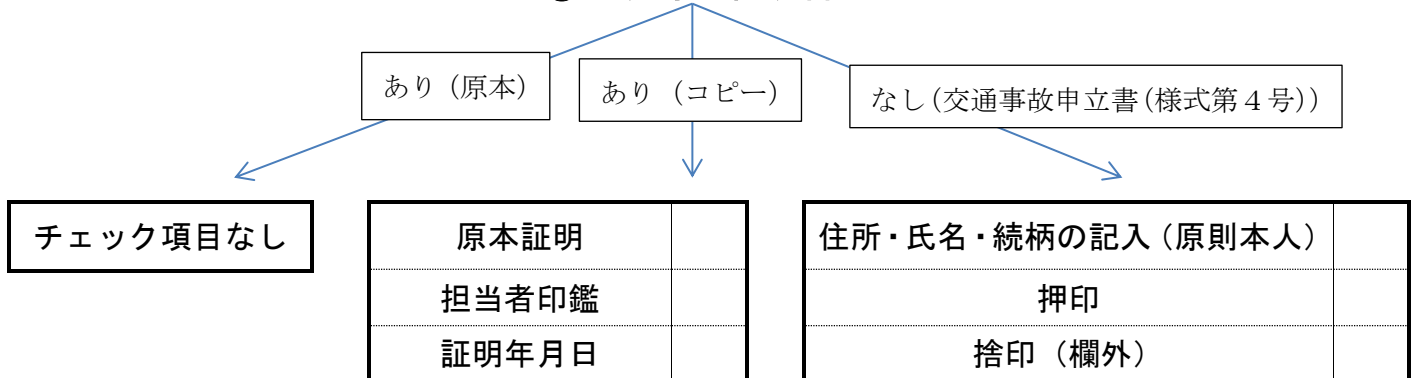 あり（原本）
あり（コピー）
なし（交通事故申立書（様式第４号））
チェック項目なし
原本証明
担当者印鑑
証明年月日
住所・氏名・続柄の記入（原則本人）
押印
捨印（欄外）